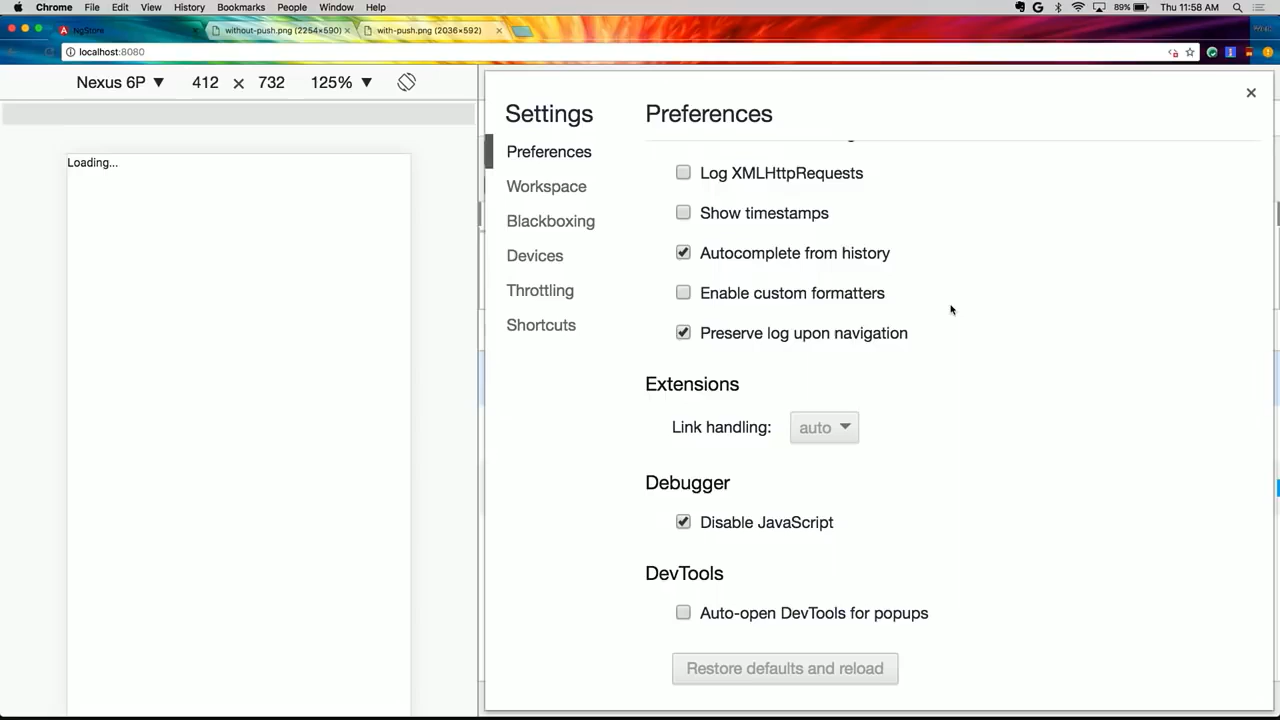 Chrome File Edit View History Bookmarks People Window Help 89% Thu 11:58 AM
NgStore without-push.png (2254×590) × with-push.png (2036×592) ×
localhost:8080
Nexus 6P ▼ 412 × 732 125% ▼
Loading...
Settings
Preferences
Workspace
Blackboxing
Devices
Throttling
Shortcuts
Preferences
Log XMLHttpRequests
Show timestamps
Autocomplete from history
Enable custom formatters
Preserve log upon navigation
Extensions
Link handling: auto
Debugger
Disable JavaScript
DevTools
Auto-open DevTools for popups
Restore defaults and reload